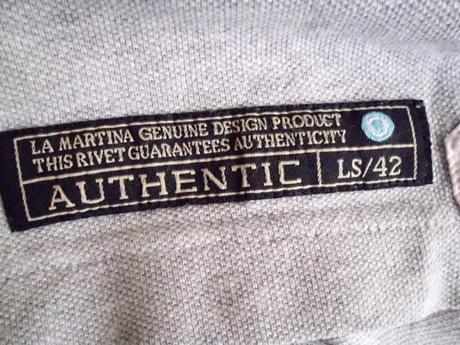 LA MARTINA GENUINE DESIGN PRODUCT
THIS RIVET GUARANTEES AUTHENTICITY
AUTHENTIC LS/42